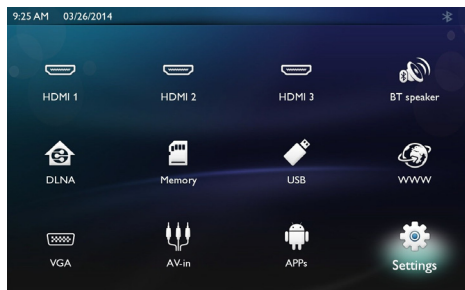 9:25 AM 03/26/2014
HDMI 1 HDMI 2 HDMI 3 BT speaker
DLNA Memory USB WWW
VGA AV-in APPs Settings